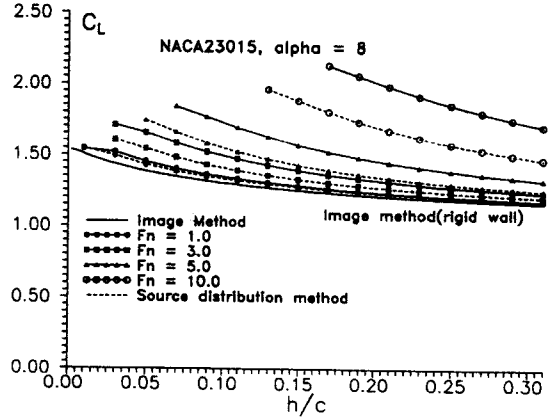 2.50
C_L
NACA23015, alpha = 8
2.00
1.50
1.00
Image method(rigid wall)
Image Method
Fn = 1.0
Fn = 3.0
Fn = 5.0
Fn = 10.0
0.50
Source distribution method
0.00
0.00 0.05 0.10 0.15 0.20 0.25 0.30
h/c